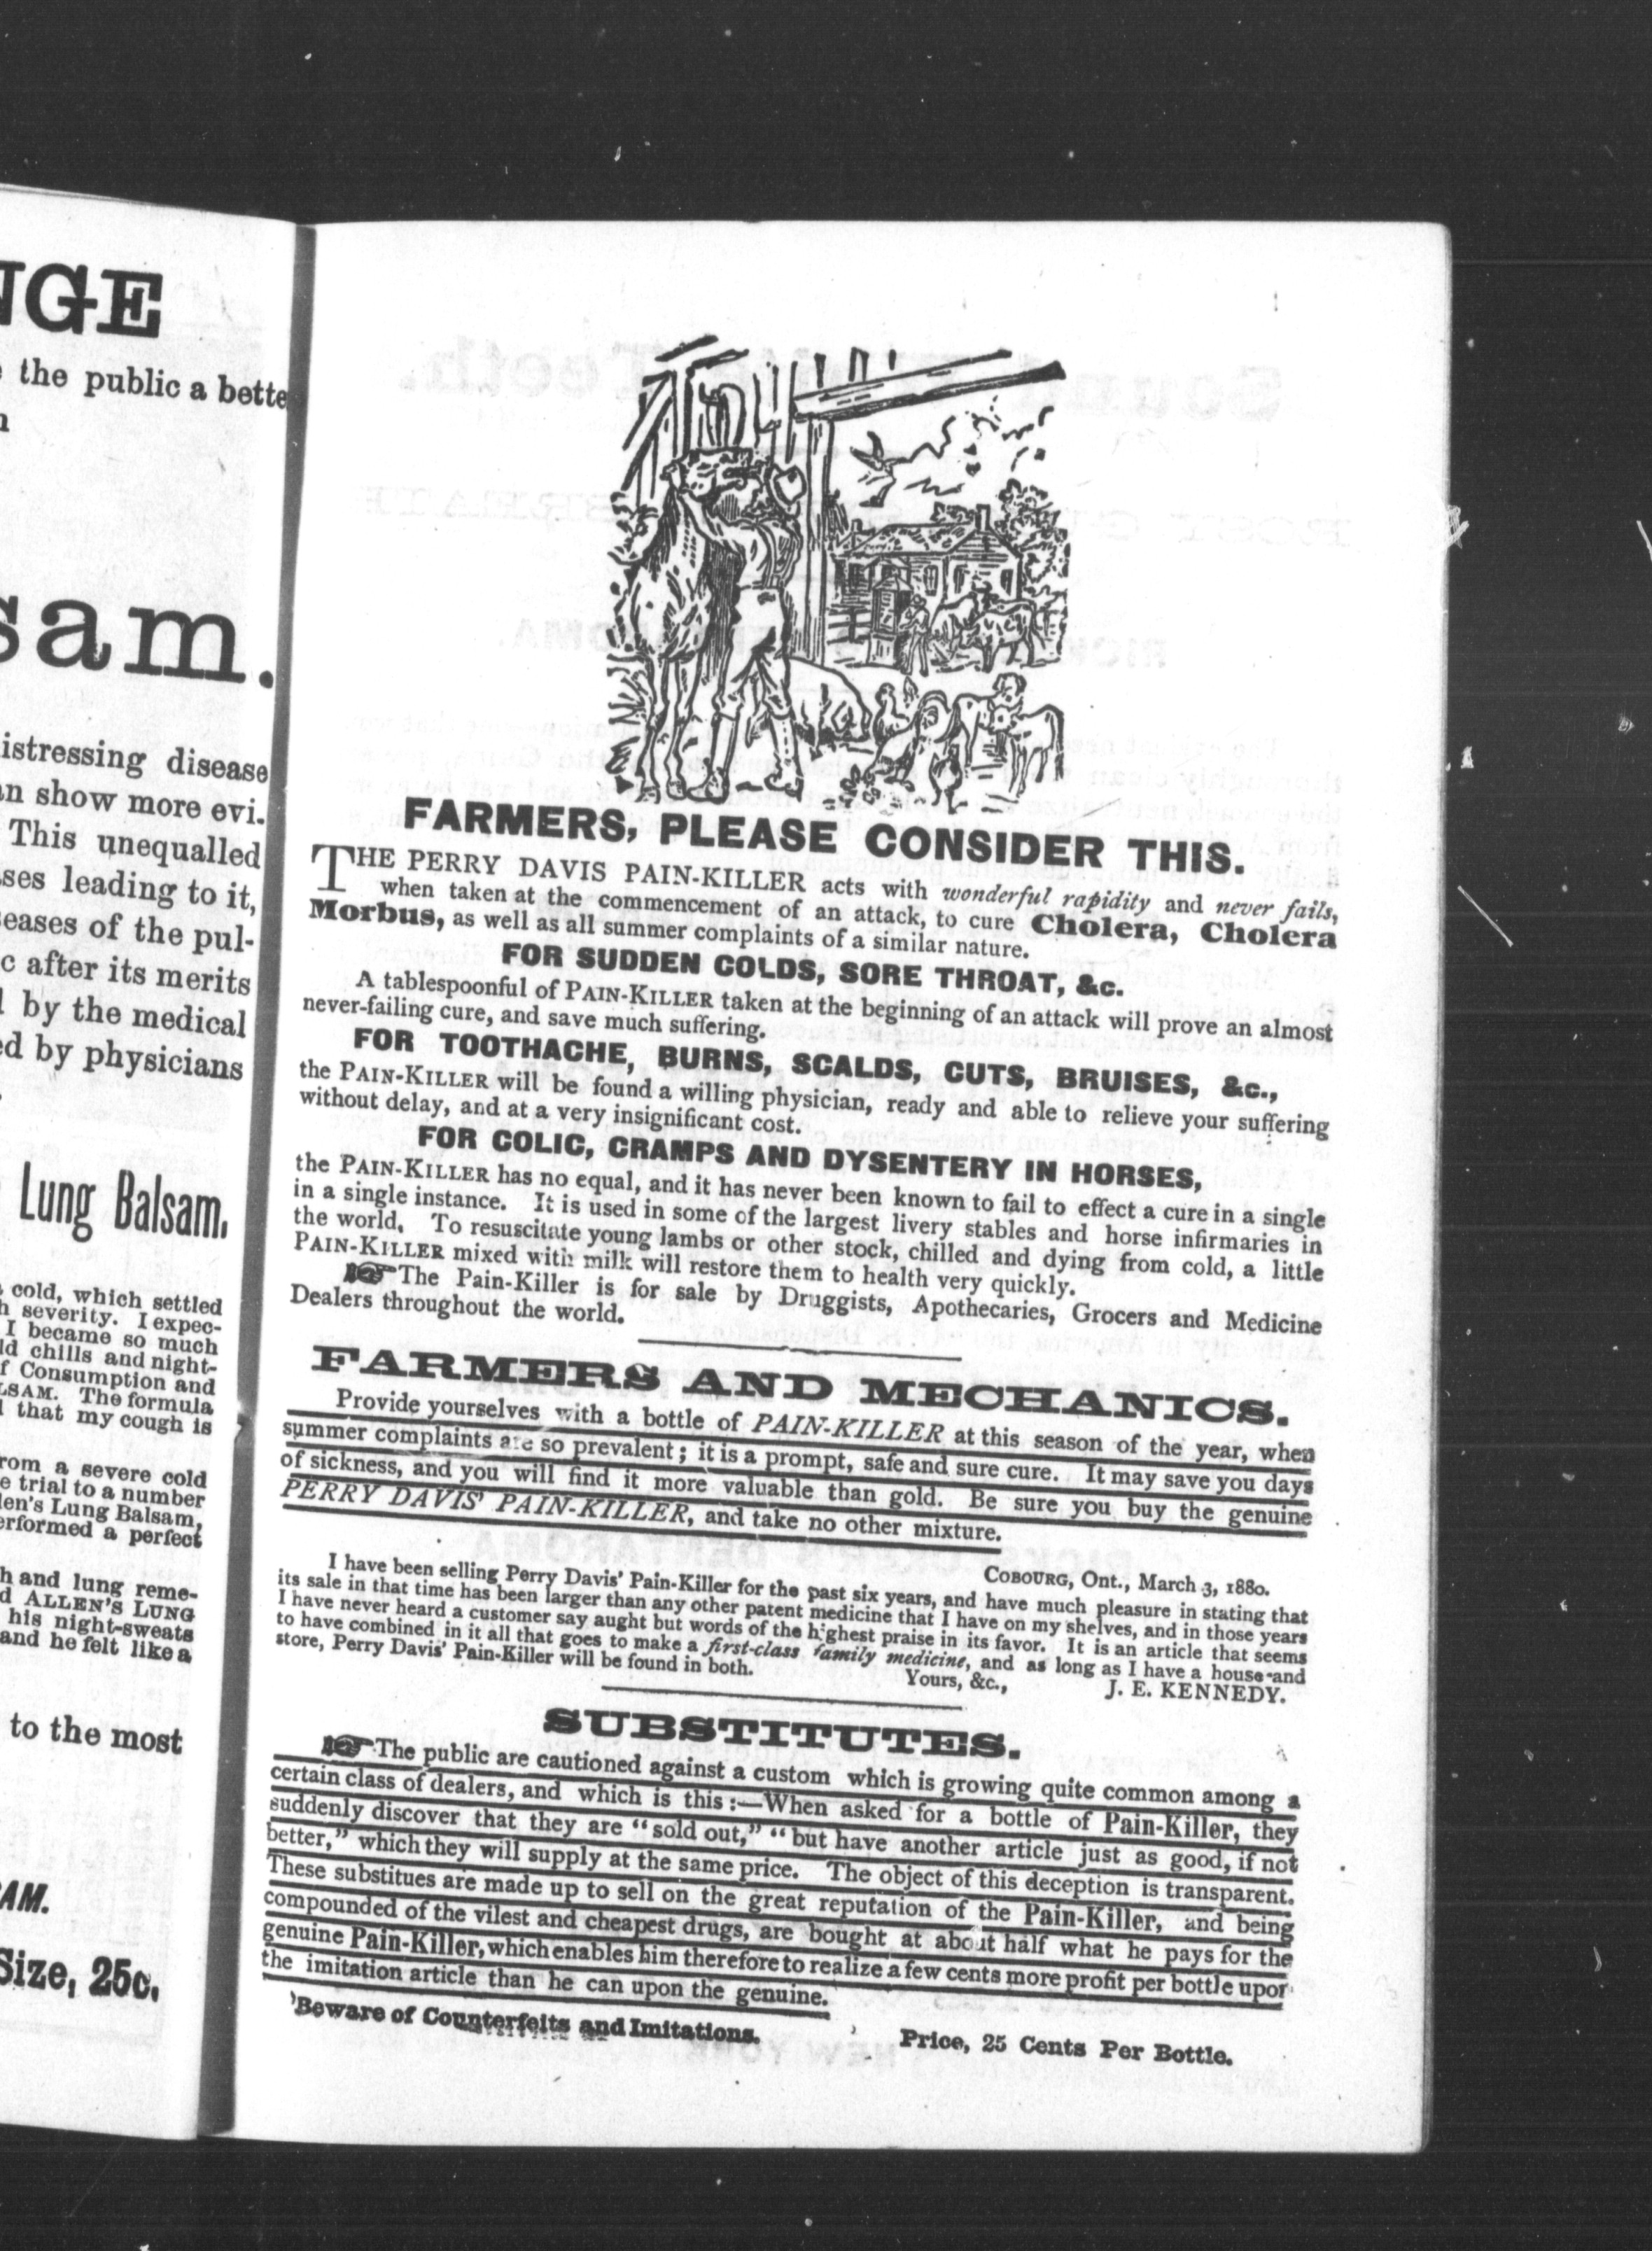 NGE
the public a bette
sam.
istressing disease
an show more evi.
This unequalled
ses leading to it,
eases of the pul-
c after its merits
l by the medical
ed by physicians
Lung Balsam.
cold, which settled
h severity. I expec-
I became so much
ld chills and night-
f Consumption and
LSAM. The formula
l that my cough is
rom a severe cold
e trial to a number
len's Lung Balsam,
erformed a perfect
h and lung reme-
d ALLEN'S LUNG
his night-sweats
and he felt like a
to the most
AM.
Size, 25c.
FARMERS, PLEASE CONSIDER THIS.
THE PERRY DAVIS PAIN-KILLER acts with wonderful rapidity and never fails,
when taken at the commencement of an attack, to cure Cholera, Cholera
Morbus, as well as all summer complaints of a similar nature.
FOR SUDDEN COLDS, SORE THROAT, &c.
A tablespoonful of PAIN-KILLER taken at the beginning of an attack will prove an almost
never-failing cure, and save much suffering.
FOR TOOTHACHE, BURNS, SCALDS, CUTS, BRUISES, &c.,
the PAIN-KILLER will be found a willing physician, ready and able to relieve your suffering
without delay, and at a very insignificant cost.
FOR COLIC, CRAMPS AND DYSENTERY IN HORSES,
the PAIN-KILLER has no equal, and it has never been known to fail to effect a cure in a single
in a single instance. It is used in some of the largest livery stables and horse infirmaries in
the world. To resuscitate young lambs or other stock, chilled and dying from cold, a little
PAIN-KILLER mixed with milk will restore them to health very quickly.
☞ The Pain-Killer is for sale by Druggists, Apothecaries, Grocers and Medicine
Dealers throughout the world.
FARMERS AND MECHANICS.
Provide yourselves with a bottle of PAIN-KILLER at this season of the year, when
summer complaints are so prevalent; it is a prompt, safe and sure cure. It may save you days
of sickness, and you will find it more valuable than gold. Be sure you buy the genuine
PERRY DAVIS' PAIN-KILLER, and take no other mixture.
COBOURG, Ont., March 3, 1880.
I have been selling Perry Davis' Pain-Killer for the past six years, and have much pleasure in stating that
its sale in that time has been larger than any other patent medicine that I have on my shelves, and in those years
I have never heard a customer say aught but words of the highest praise in its favor. It is an article that seems
to have combined in it all that goes to make a first-class family medicine, and as long as I have a house and
store, Perry Davis' Pain-Killer will be found in both.
Yours, &c., J. E. KENNEDY.
SUBSTITUTES.
☞ The public are cautioned against a custom which is growing quite common among a
certain class of dealers, and which is this:—When asked for a bottle of Pain-Killer, they
suddenly discover that they are "sold out," "but have another article just as good, if not
better," which they will supply at the same price. The object of this deception is transparent.
These substitues are made up to sell on the great reputation of the Pain-Killer, and being
compounded of the vilest and cheapest drugs, are bought at about half what he pays for the
genuine Pain-Killer, which enables him therefore to realize a few cents more profit per bottle upon
the imitation article than he can upon the genuine.
Beware of Counterfeits and Imitations. Price, 25 Cents Per Bottle.